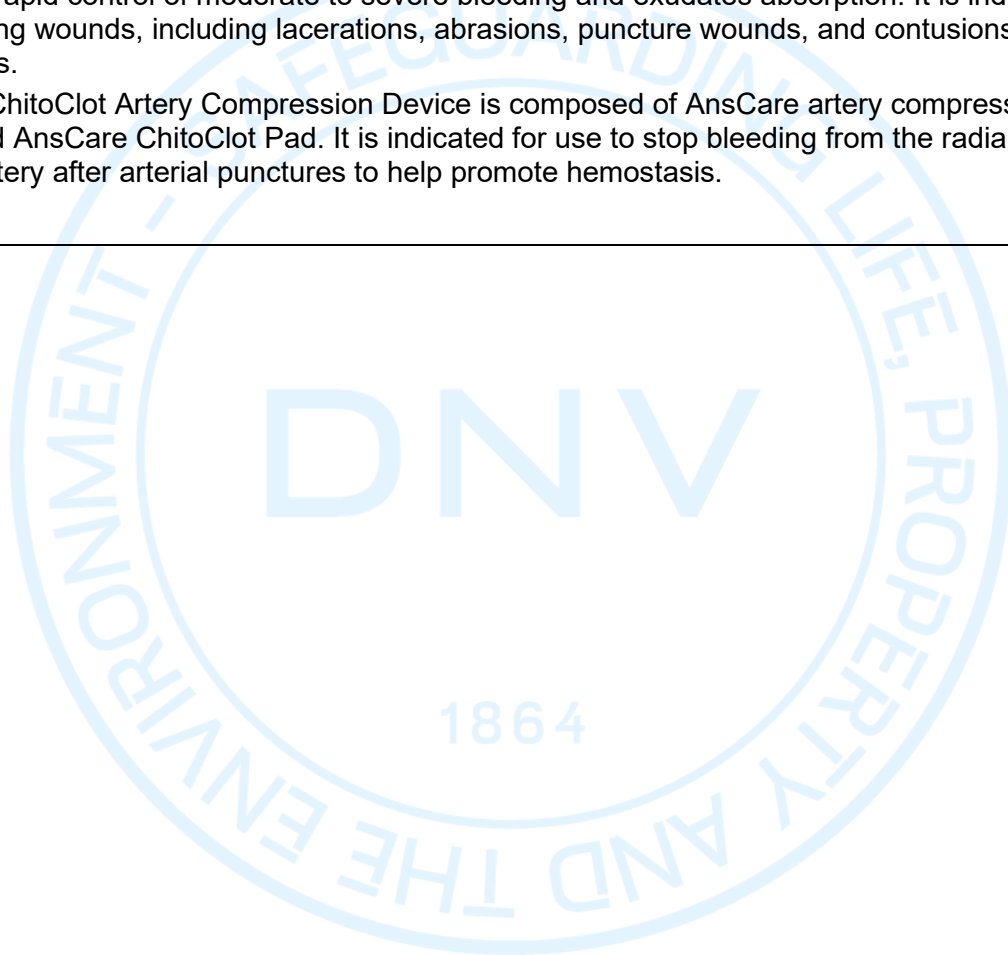 rapid control of moderate to severe bleeding and exudates absorption. It is
ng wounds, including lacerations, abrasions, puncture wounds, and contusions
s.
ChitoClot Artery Compression Device is composed of AnsCare artery compress
d AnsCare ChitoClot Pad. It is indicated for use to stop bleeding from the radia
tery after arterial punctures to help promote hemostasis.
SAFEGUARDING LIFE, PROPERTY AND THE ENVIRONMENT -
DNV
1864